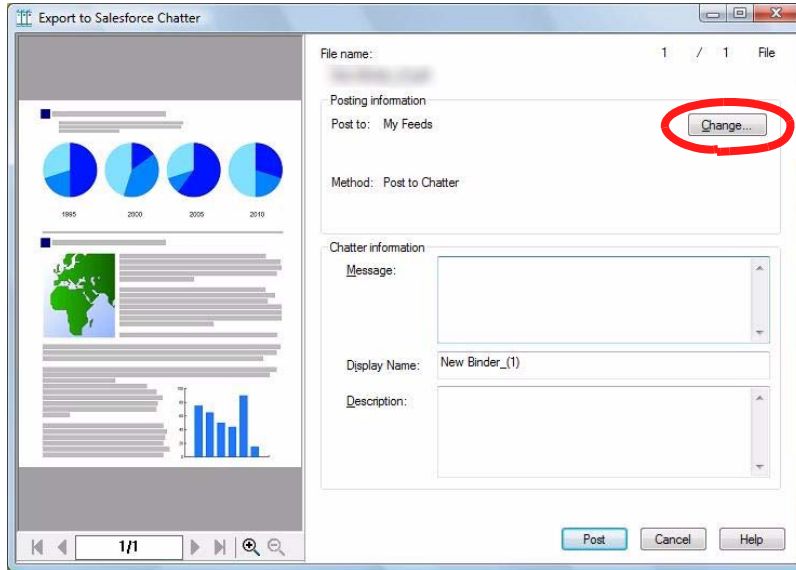 Export to Salesforce Chatter
File name:
1 / 1 File
Posting information
Post to: My Feeds
Change...
Method: Post to Chatter
Chatter information
Message:
Display Name: New Binder_(1)
Description:
1995 2000 2005 2010
1/1
Post Cancel Help